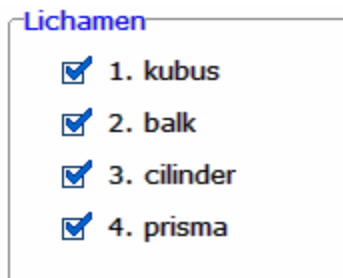 Lichamen
1. kubus
2. balk
3. cilinder
4. prisma